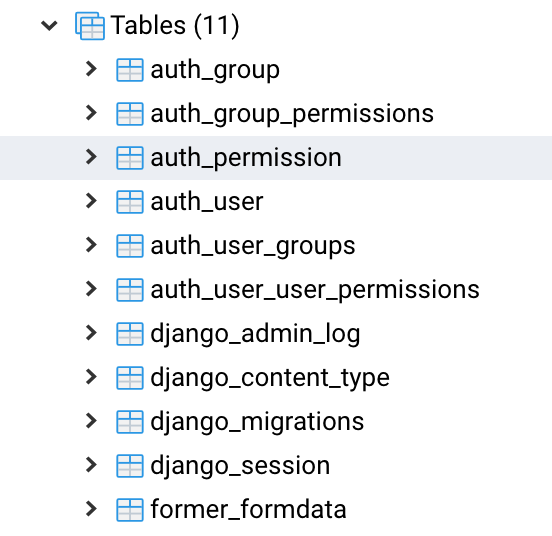 Tables (11)
auth_group
auth_group_permissions
auth_permission
auth_user
auth_user_groups
auth_user_user_permissions
django_admin_log
django_content_type
django_migrations
django_session
former_formdata